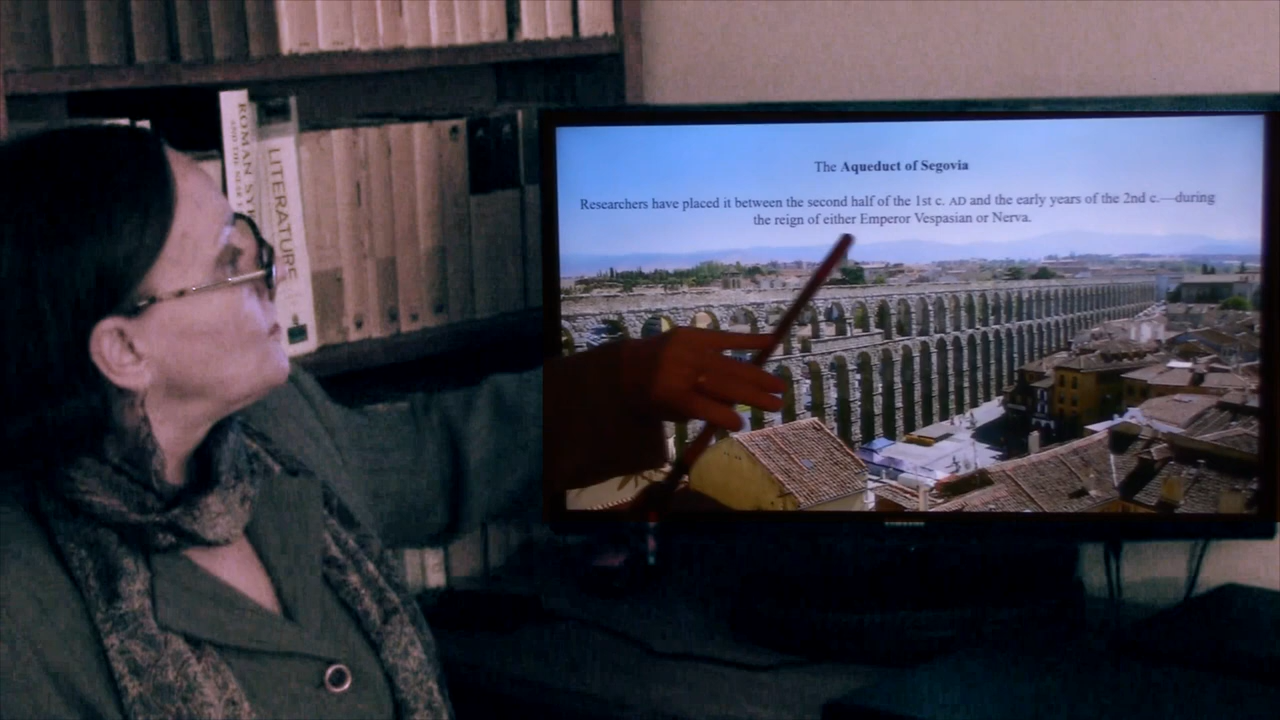 ROMAN
LITERATURE
The Aqueduct of Segovia
Researchers have placed it between the second half of the 1st c. AD and the early years of the 2nd c.—during
the reign of either Emperor Vespasian or Nerva.
SAMSUNG